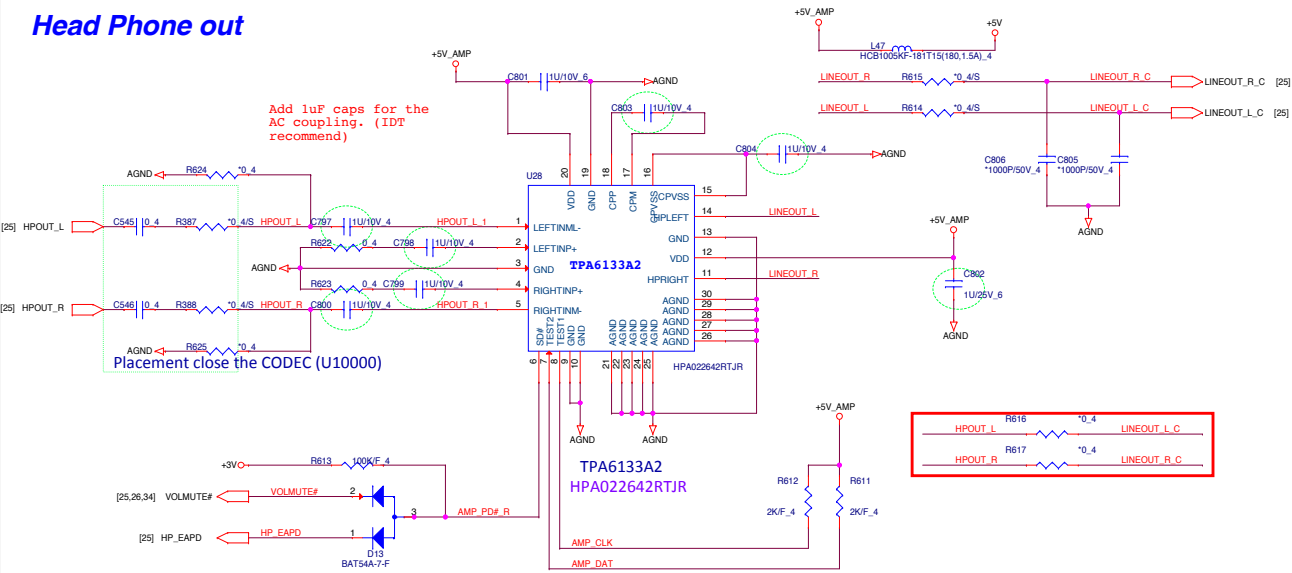 Head Phone out
+5V_AMP
C801
1U/10V_6
AGND
C803
1U/10V_4
C804
1U/10V_4
AGND
+5V_AMP
+5V
L47
HCB1005KF-181T15(180,1.5A)_4
LINEOUT_R
R615
*0_4/S
LINEOUT_R_C
LINEOUT_R_C [25]
LINEOUT_L
R614
*0_4/S
LINEOUT_L_C
LINEOUT_L_C [25]
C806
*1000P/50V_4
C805
*1000P/50V_4
AGND
Add 1uF caps for the
AC coupling. (IDT
recommend)
AGND
R624
*0_4
[25] HPOUT_L
C545
0_4
R387
*0_4/S
HPOUT_L
C797
1U/10V_4
HPOUT_L_1
R622
0_4
C798
1U/10V_4
AGND
R623
0_4
C799
1U/10V_4
[25] HPOUT_R
C546
0_4
R388
*0_4/S
HPOUT_R
C800
1U/10V_4
HPOUT_R_1
AGND
R625
*0_4
Placement close the CODEC (U10000)
U28
20
19
18
17
16
VDD
GND
CPP
CPM
CPVSS
1
LEFTINML-
2
LEFTINP+
3
GND
4
RIGHTINP+
5
RIGHTINM-
TPA6133A2
CPVSS
15
HPLEFT
14
LINEOUT_L
GND
13
VDD
12
HPRIGHT
11
LINEOUT_R
AGND
30
AGND
29
AGND
28
AGND
27
AGND
26
SD#
TEST2
TEST1
GND
GND
AGND
AGND
AGND
AGND
AGND
6
7
8
9
10
21
22
23
24
25
HPA022642RTJR
+5V_AMP
C802
1U/25V_6
AGND
AGND
AGND
TPA6133A2
HPA022642RTJR
+3V
R613
100K/F_4
[25,26,34] VOLMUTE#
VOLMUTE#
2
3
AMP_PD#_R
[25] HP_EAPD
HP_EAPD
1
D13
BAT54A-7-F
AMP_CLK
AMP_DAT
+5V_AMP
R612
2K/F_4
R611
2K/F_4
HPOUT_L
R616
*0_4
LINEOUT_L_C
HPOUT_R
R617
*0_4
LINEOUT_R_C